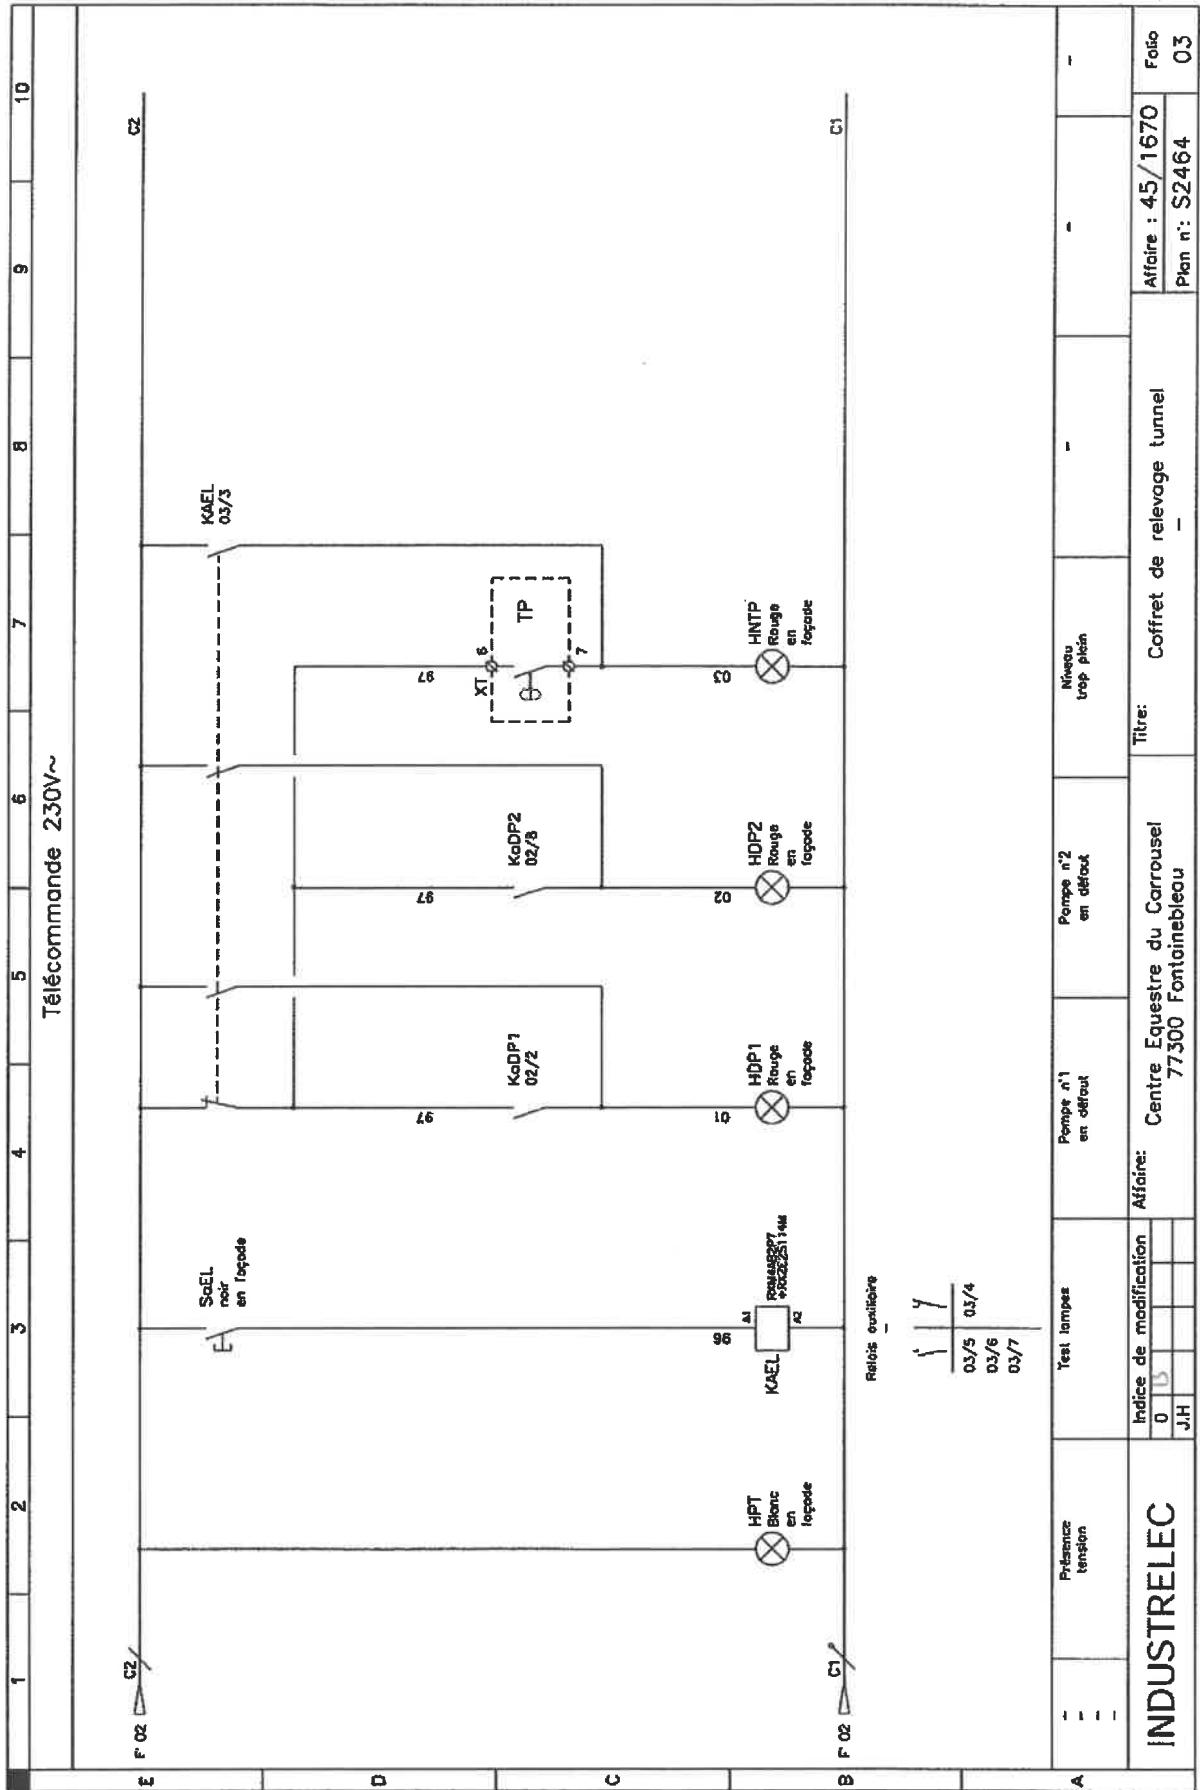 1 2 3 4 5 6 7 8 9 10
Télécommande 230V~
E
D
C
B
A
F 02
C2
C2
SaEL
noir
en façade
KAEL
03/3
97
97
97
KaDP1
02/2
KaDP2
02/8
XT
6
TP
7
96
01
02
03
HPT
Blanc
en
façade
KAEL
A1
A2
HDP1
Rouge
en
façade
HDP2
Rouge
en
façade
HNTP
Rouge
en
façade
F 02
C1
C1
Relais auxiliaire
-
03/5 03/4
03/6
03/7
-
-
-
-
Présence
tension
Test lampes
Pompe n°1
en défaut
Pompe n°2
en défaut
Niveau
trop plein
-
-
-
INDUSTRELEC
Indice de modification
0
J.H
Affaire:
Centre Equestre du Carrousel
77300 Fontainebleau
Titre:
Coffret de relevage tunnel
-
Affaire : 45/1670
Plan n°: S2464
Folio
03